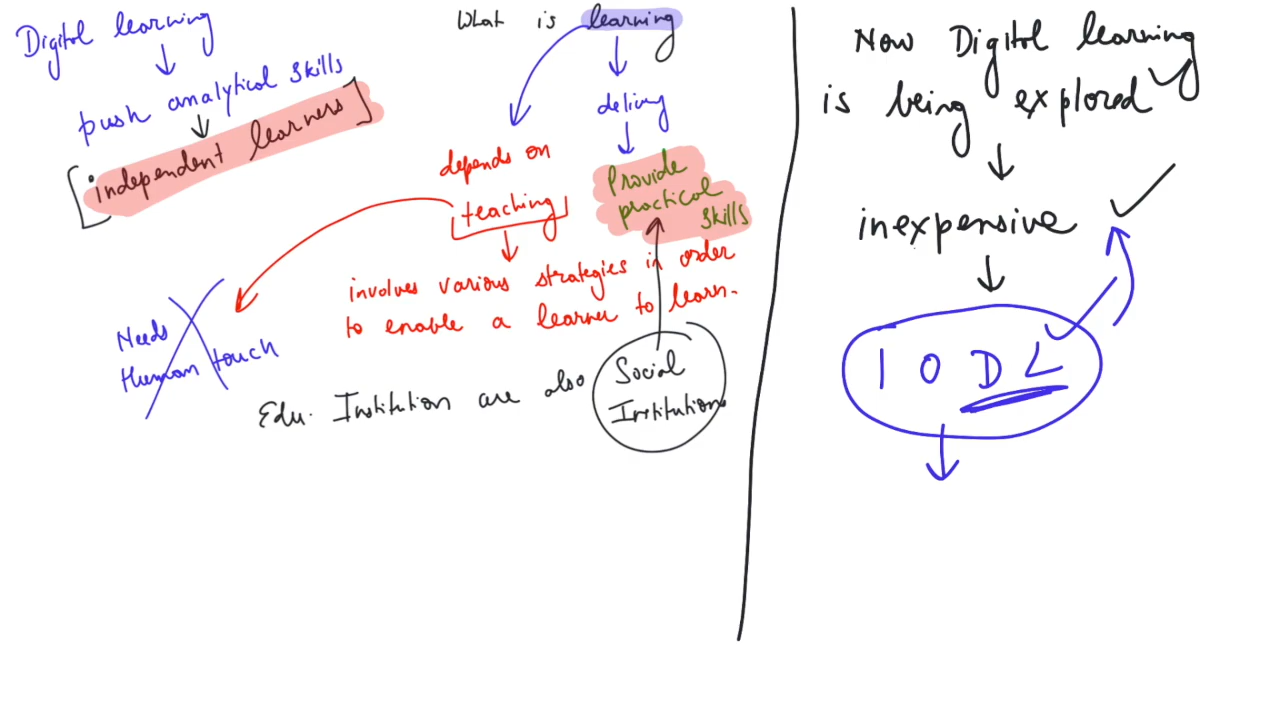 Digital learning
push analytical skills
independent learners
What is learning
delivry
depends on
teaching
Provide
practical
skills
involves various strategies in order
to enable a learner to learn.
Needs
Human touch
Edu. Institution are also
Social
Institution
Now Digital learning
is being explored
inexpensive
IODL